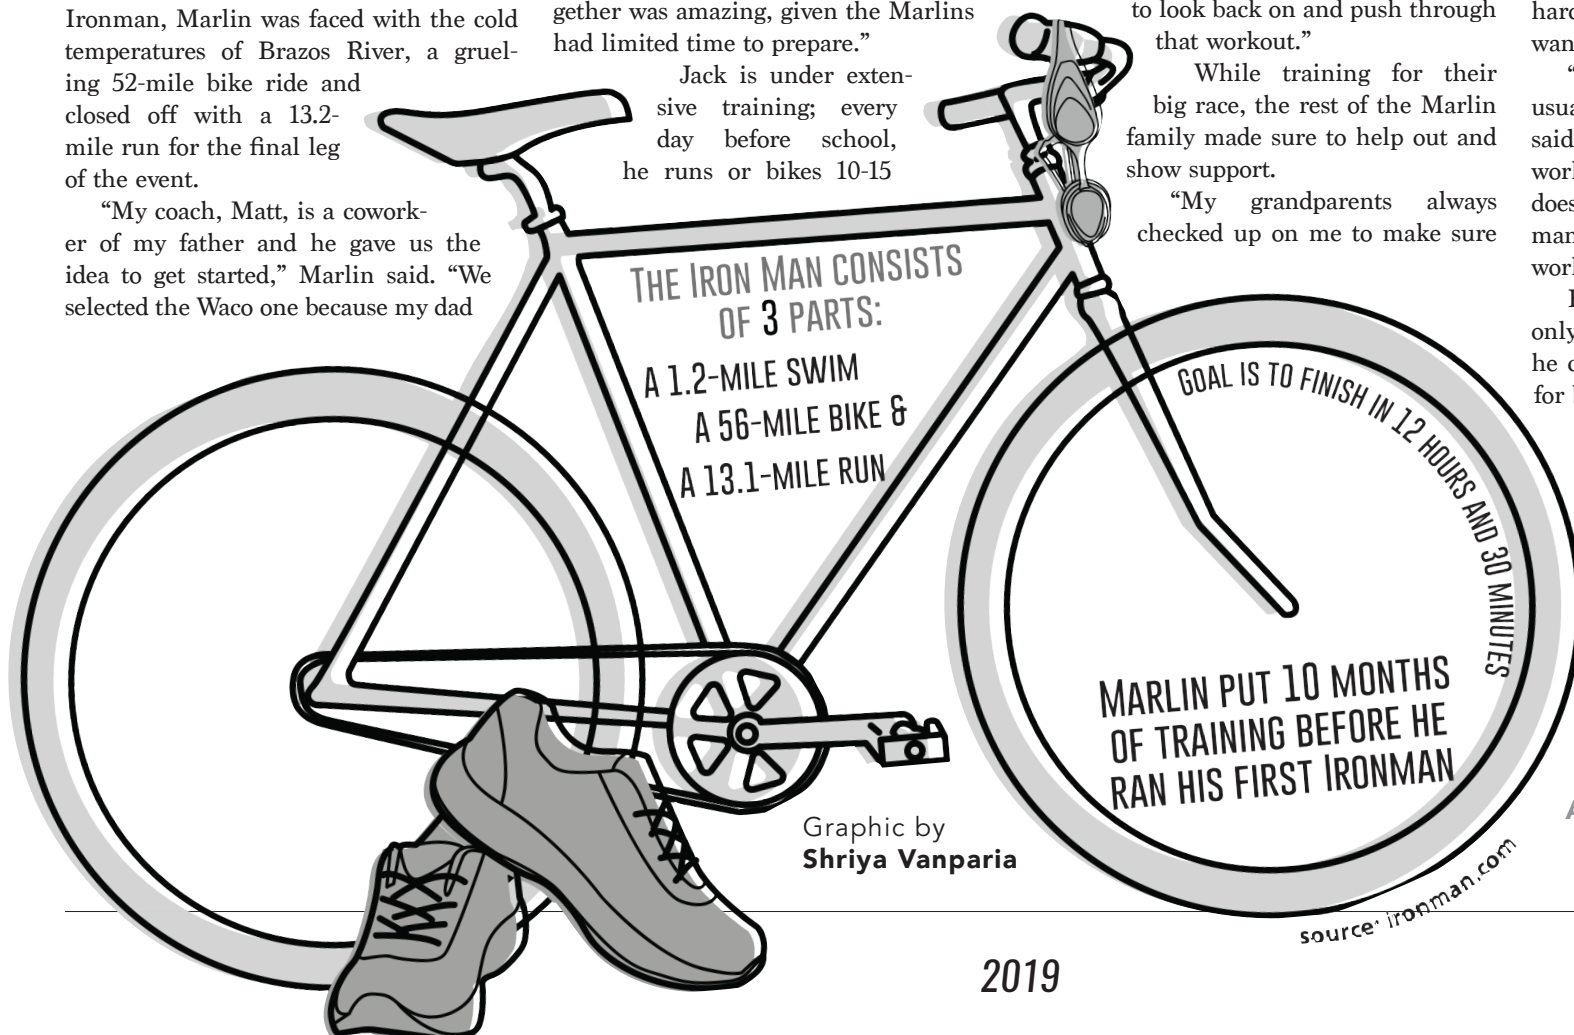 Ironman, Marlin was faced with the cold
temperatures of Brazos River, a gruel-
ing 52-mile bike ride and
closed off with a 13.2-
mile run for the final leg
of the event.
“My coach, Matt, is a cowork-
er of my father and he gave us the
idea to get started,” Marlin said. “We
selected the Waco one because my dad
gether was amazing, given the Marlins
had limited time to prepare.”
Jack is under exten-
sive training; every
day before school,
he runs or bikes 10-15
to look back on and push through
that workout.”
While training for their
big race, the rest of the Marlin
family made sure to help out and
show support.
“My grandparents always
checked up on me to make sure
THE IRON MAN CONSISTS
OF 3 PARTS:
A 1.2-MILE SWIM
A 56-MILE BIKE &
A 13.1-MILE RUN
GOAL IS TO FINISH IN 12 HOURS AND 30 MINUTES
MARLIN PUT 10 MONTHS
OF TRAINING BEFORE HE
RAN HIS FIRST IRONMAN
Graphic by
Shriya Vanparia
source: ironman.com
2019